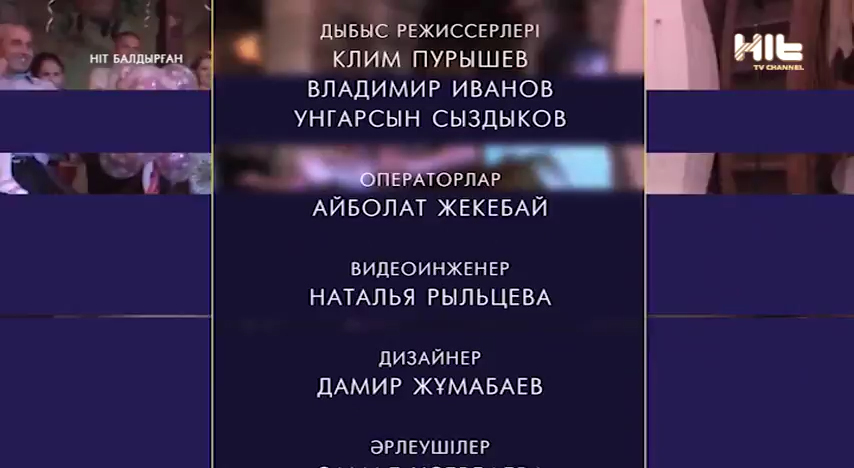 ДЫБЫС РЕЖИССЕРЛЕРІ
КЛИМ ПУРЫШЕВ
ВЛАДИМИР ИВАНОВ
УНГАРСЫН СЫЗДЫКОВ
HIT БАЛДЫРҒАН
HIt
TV CHANNEL
ОПЕРАТОРЛАР
АЙБОЛАТ ЖЕКЕБАЙ
ВИДЕОИНЖЕНЕР
НАТАЛЬЯ РЫЛЬЦЕВА
ДИЗАЙНЕР
ДАМИР ЖҰМАБАЕВ
ӘРЛЕУШІЛЕР